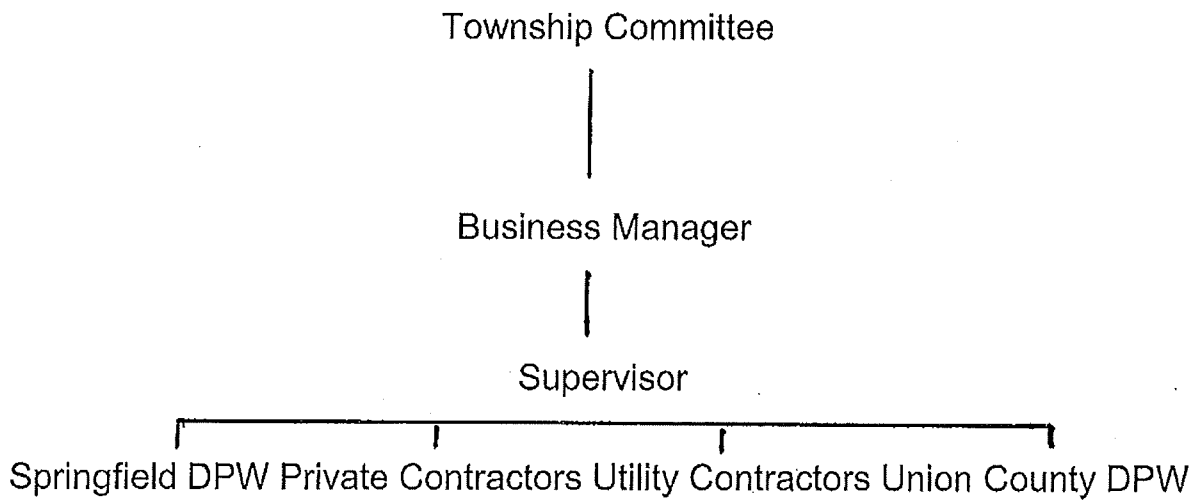 Township Committee
Business Manager
Supervisor
Springfield DPW Private Contractors Utility Contractors Union County DPW